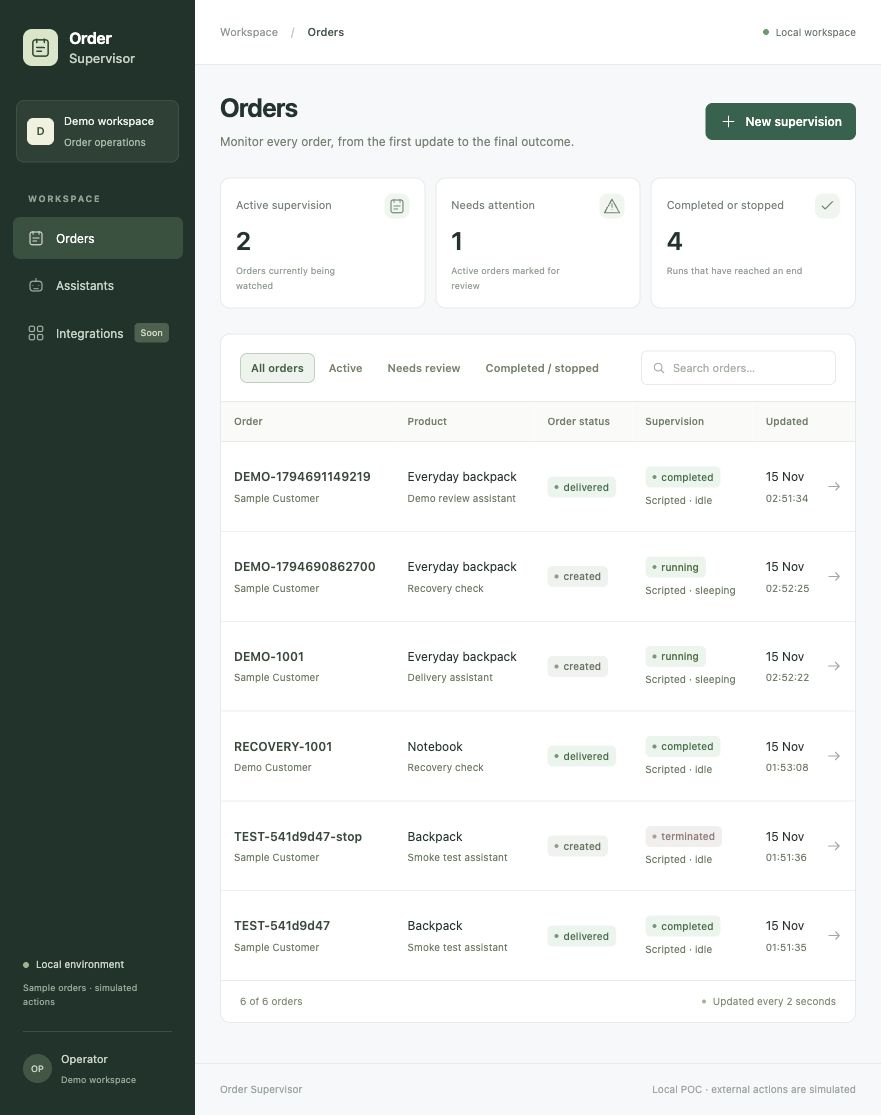 Order
Supervisor
D
Demo workspace
Order operations
WORKSPACE
Orders
Assistants
Integrations Soon
Local environment
Sample orders · simulated
actions
OP
Operator
Demo workspace
Workspace / Orders
Local workspace
Orders
Monitor every order, from the first update to the final outcome.
New supervision
Active supervision
2
Orders currently being
watched
Needs attention
1
Active orders marked for
review
Completed or stopped
4
Runs that have reached an end
All orders Active Needs review Completed / stopped Search orders...
Order Product Order status Supervision Updated
DEMO-1794691149219 Everyday backpack delivered completed 15 Nov →
Sample Customer Demo review assistant Scripted · idle 02:51:34
DEMO-1794690862700 Everyday backpack created running 15 Nov →
Sample Customer Recovery check Scripted · sleeping 02:52:25
DEMO-1001 Everyday backpack created running 15 Nov →
Sample Customer Delivery assistant Scripted · sleeping 02:52:22
RECOVERY-1001 Notebook delivered completed 15 Nov →
Demo Customer Recovery check Scripted · idle 01:53:08
TEST-541d9d47-stop Backpack created terminated 15 Nov →
Sample Customer Smoke test assistant Scripted · idle 01:51:36
TEST-541d9d47 Backpack delivered completed 15 Nov →
Sample Customer Smoke test assistant Scripted · idle 01:51:35
6 of 6 orders Updated every 2 seconds
Order Supervisor Local POC · external actions are simulated